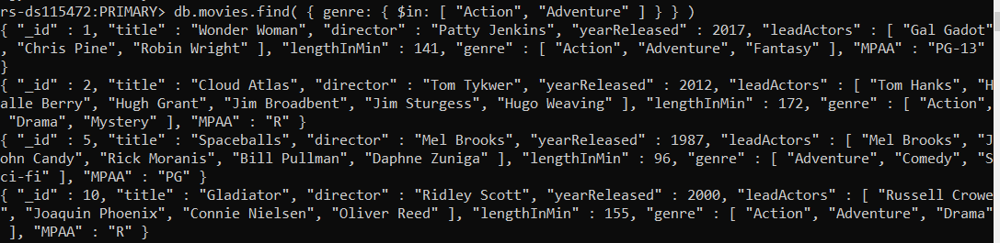 rs-ds115472:PRIMARY> db.movies.find( { genre: { $in: [ "Action", "Adventure" ] } } )
{ "_id" : 1, "title" : "Wonder Woman", "director" : "Patty Jenkins", "yearReleased" : 2017, "leadActors" : [ "Gal Gadot"
, "Chris Pine", "Robin Wright" ], "lengthInMin" : 141, "genre" : [ "Action", "Adventure", "Fantasy" ], "MPAA" : "PG-13"
}
{ "_id" : 2, "title" : "Cloud Atlas", "director" : "Tom Tykwer", "yearReleased" : 2012, "leadActors" : [ "Tom Hanks", "H
alle Berry", "Hugh Grant", "Jim Broadbent", "Jim Sturgess", "Hugo Weaving" ], "lengthInMin" : 172, "genre" : [ "Action",
 "Drama", "Mystery" ], "MPAA" : "R" }
{ "_id" : 5, "title" : "Spaceballs", "director" : "Mel Brooks", "yearReleased" : 1987, "leadActors" : [ "Mel Brooks", "J
ohn Candy", "Rick Moranis", "Bill Pullman", "Daphne Zuniga" ], "lengthInMin" : 96, "genre" : [ "Adventure", "Comedy", "S
ci-fi" ], "MPAA" : "PG" }
{ "_id" : 10, "title" : "Gladiator", "director" : "Ridley Scott", "yearReleased" : 2000, "leadActors" : [ "Russell Crowe
", "Joaquin Phoenix", "Connie Nielsen", "Oliver Reed" ], "lengthInMin" : 155, "genre" : [ "Action", "Adventure", "Drama"
 ], "MPAA" : "R" }